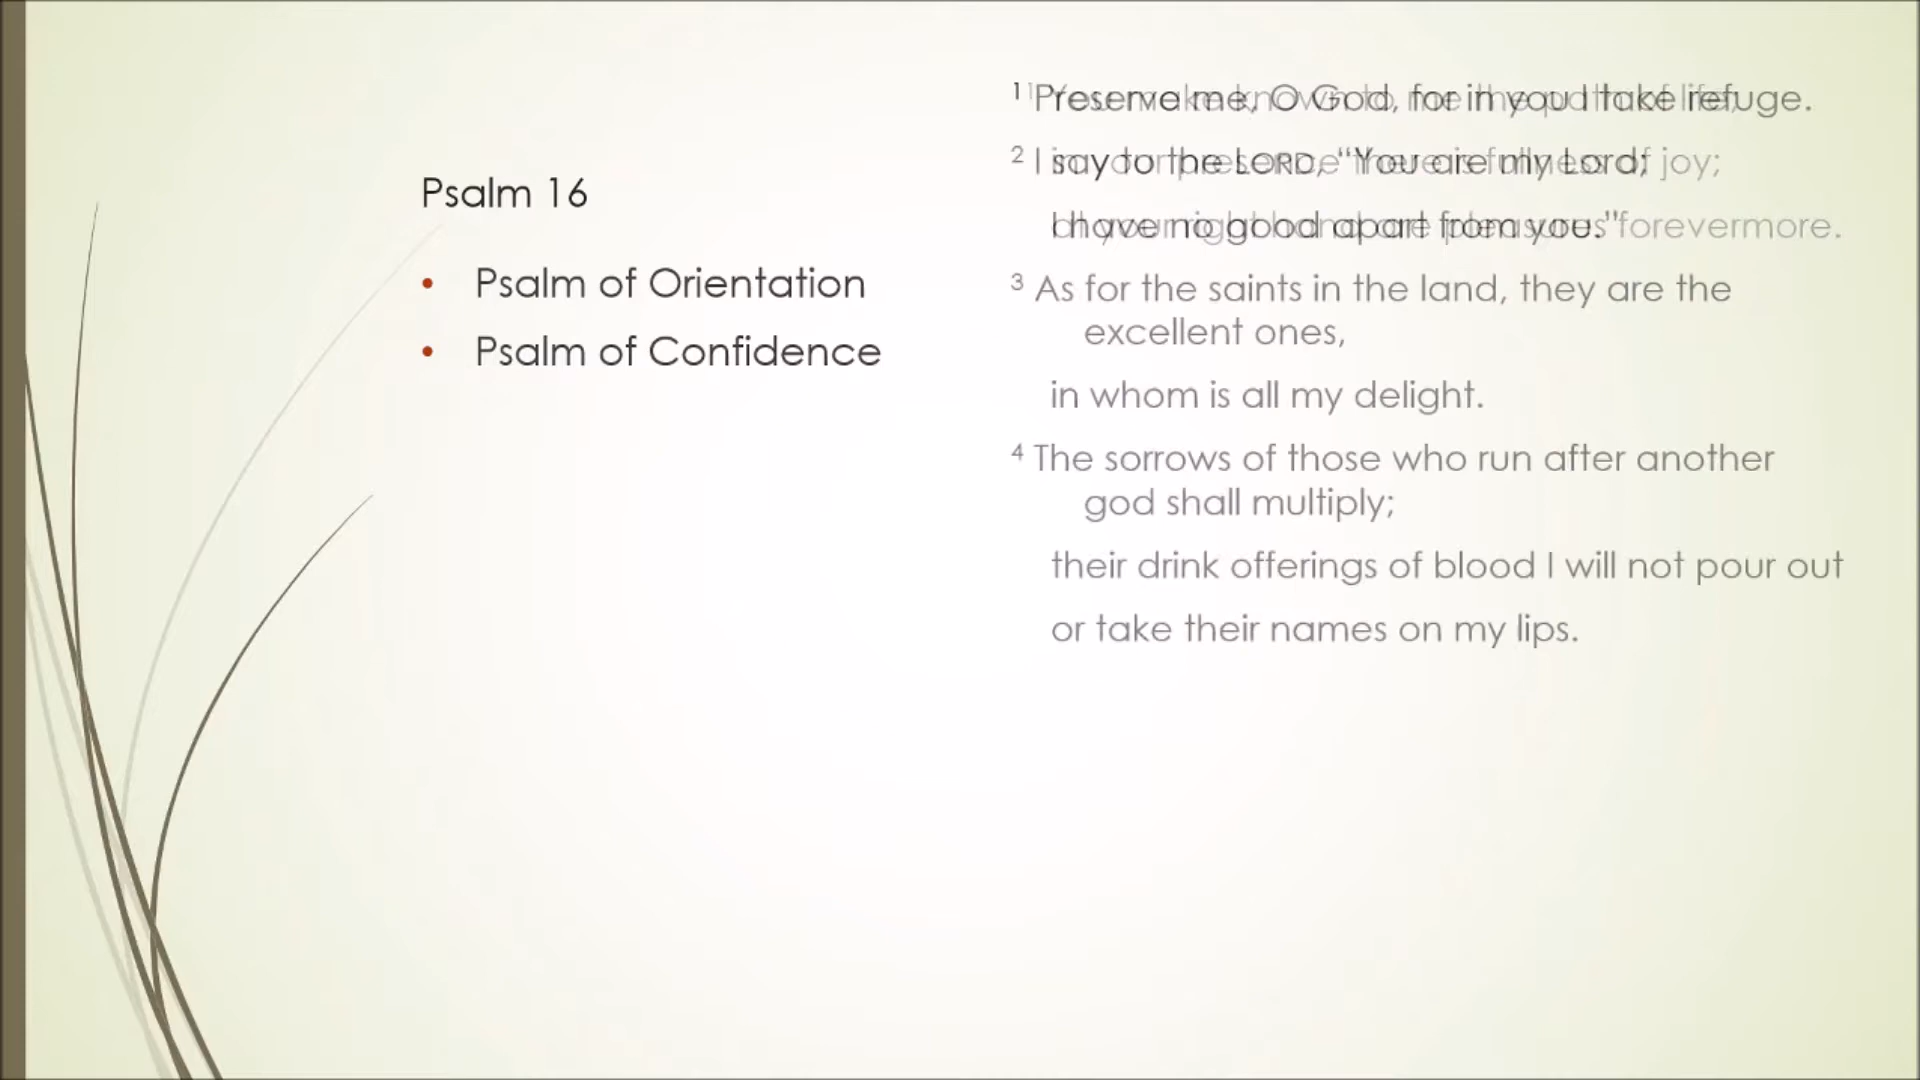 Psalm 16
• Psalm of Orientation
• Psalm of Confidence
1 Preserve me, O God, for in you I take refuge.
2 I say to the LORD, “You are my Lord;
I have no good apart from you."
forevermore.
joy;
3 As for the saints in the land, they are the
excellent ones,
in whom is all my delight.
4 The sorrows of those who run after another
god shall multiply;
their drink offerings of blood I will not pour out
or take their names on my lips.